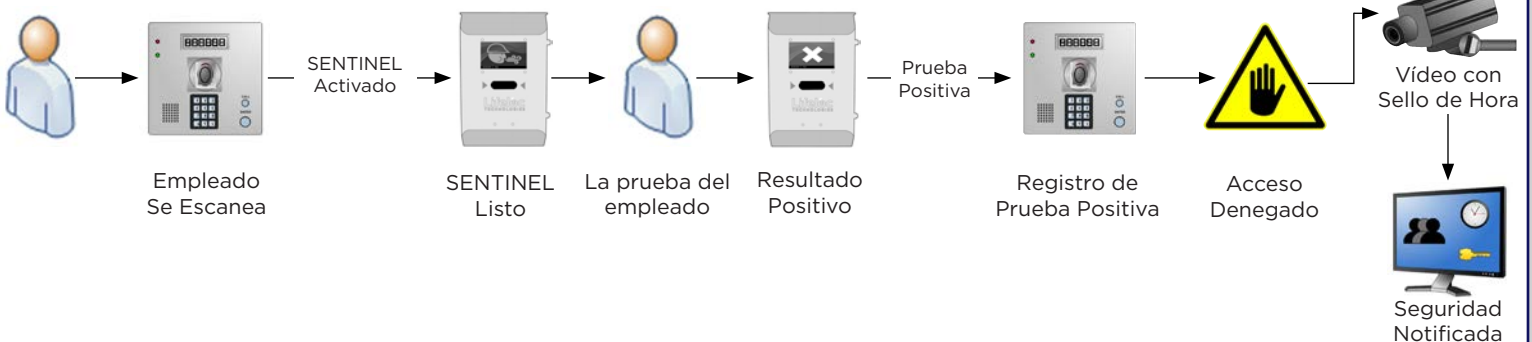 SENTINEL
Activado
Prueba
Positiva
Vídeo con
Sello de Hora
Empleado
Se Escanea
SENTINEL
Listo
La prueba del
empleado
Resultado
Positivo
Registro de
Prueba Positiva
Acceso
Denegado
Seguridad
Notificada